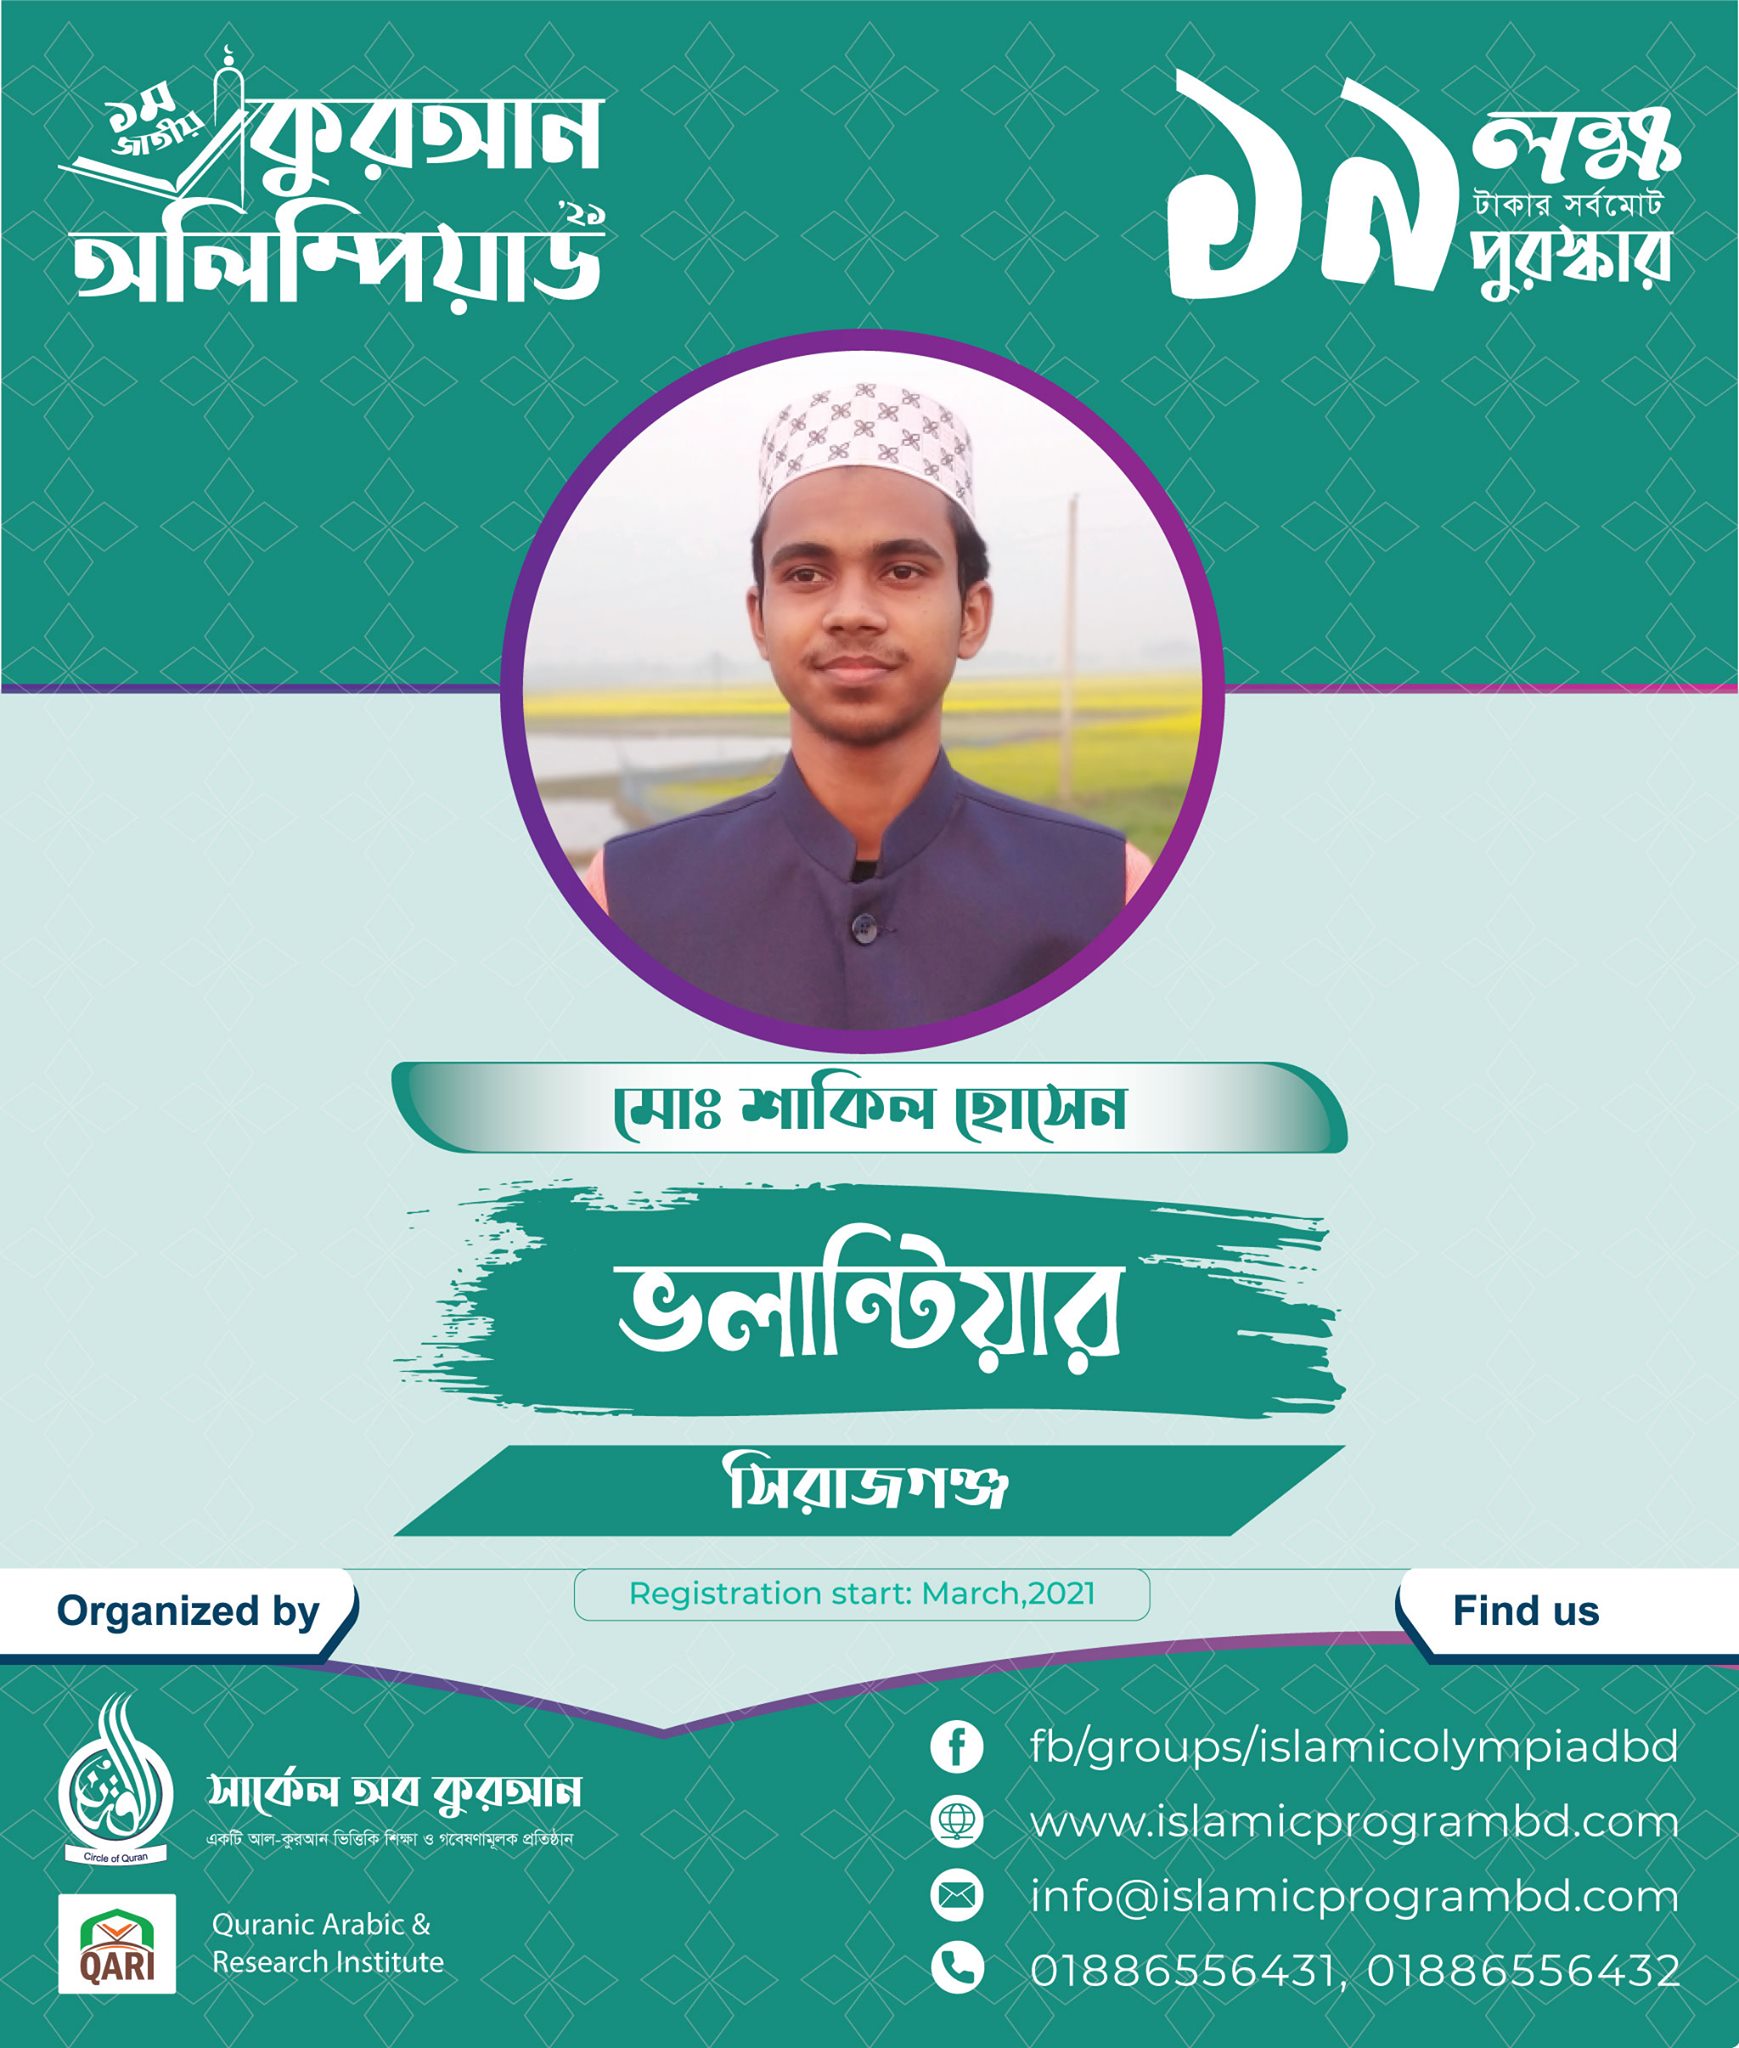 ১ম
জাতীয়
কুরআন
অলিম্পিয়াড '২১
১৯ লক্ষ
টাকার সর্বমোট
পুরস্কার
মোঃ শাকিল হোসেন
ভলান্টিয়ার
সিরাজগঞ্জ
Registration start: March,2021
Organized by
সার্কেল অব কুরআন
একটি আল-কুরআন ভিত্তিকি শিক্ষা ও গবেষণামূলক প্রতিষ্ঠান
Circle of Quran
QARI
Quranic Arabic &
Research Institute
Find us
fb/groups/islamicolympiadbd
www.islamicprogrambd.com
info@islamicprogrambd.com
01886556431, 01886556432